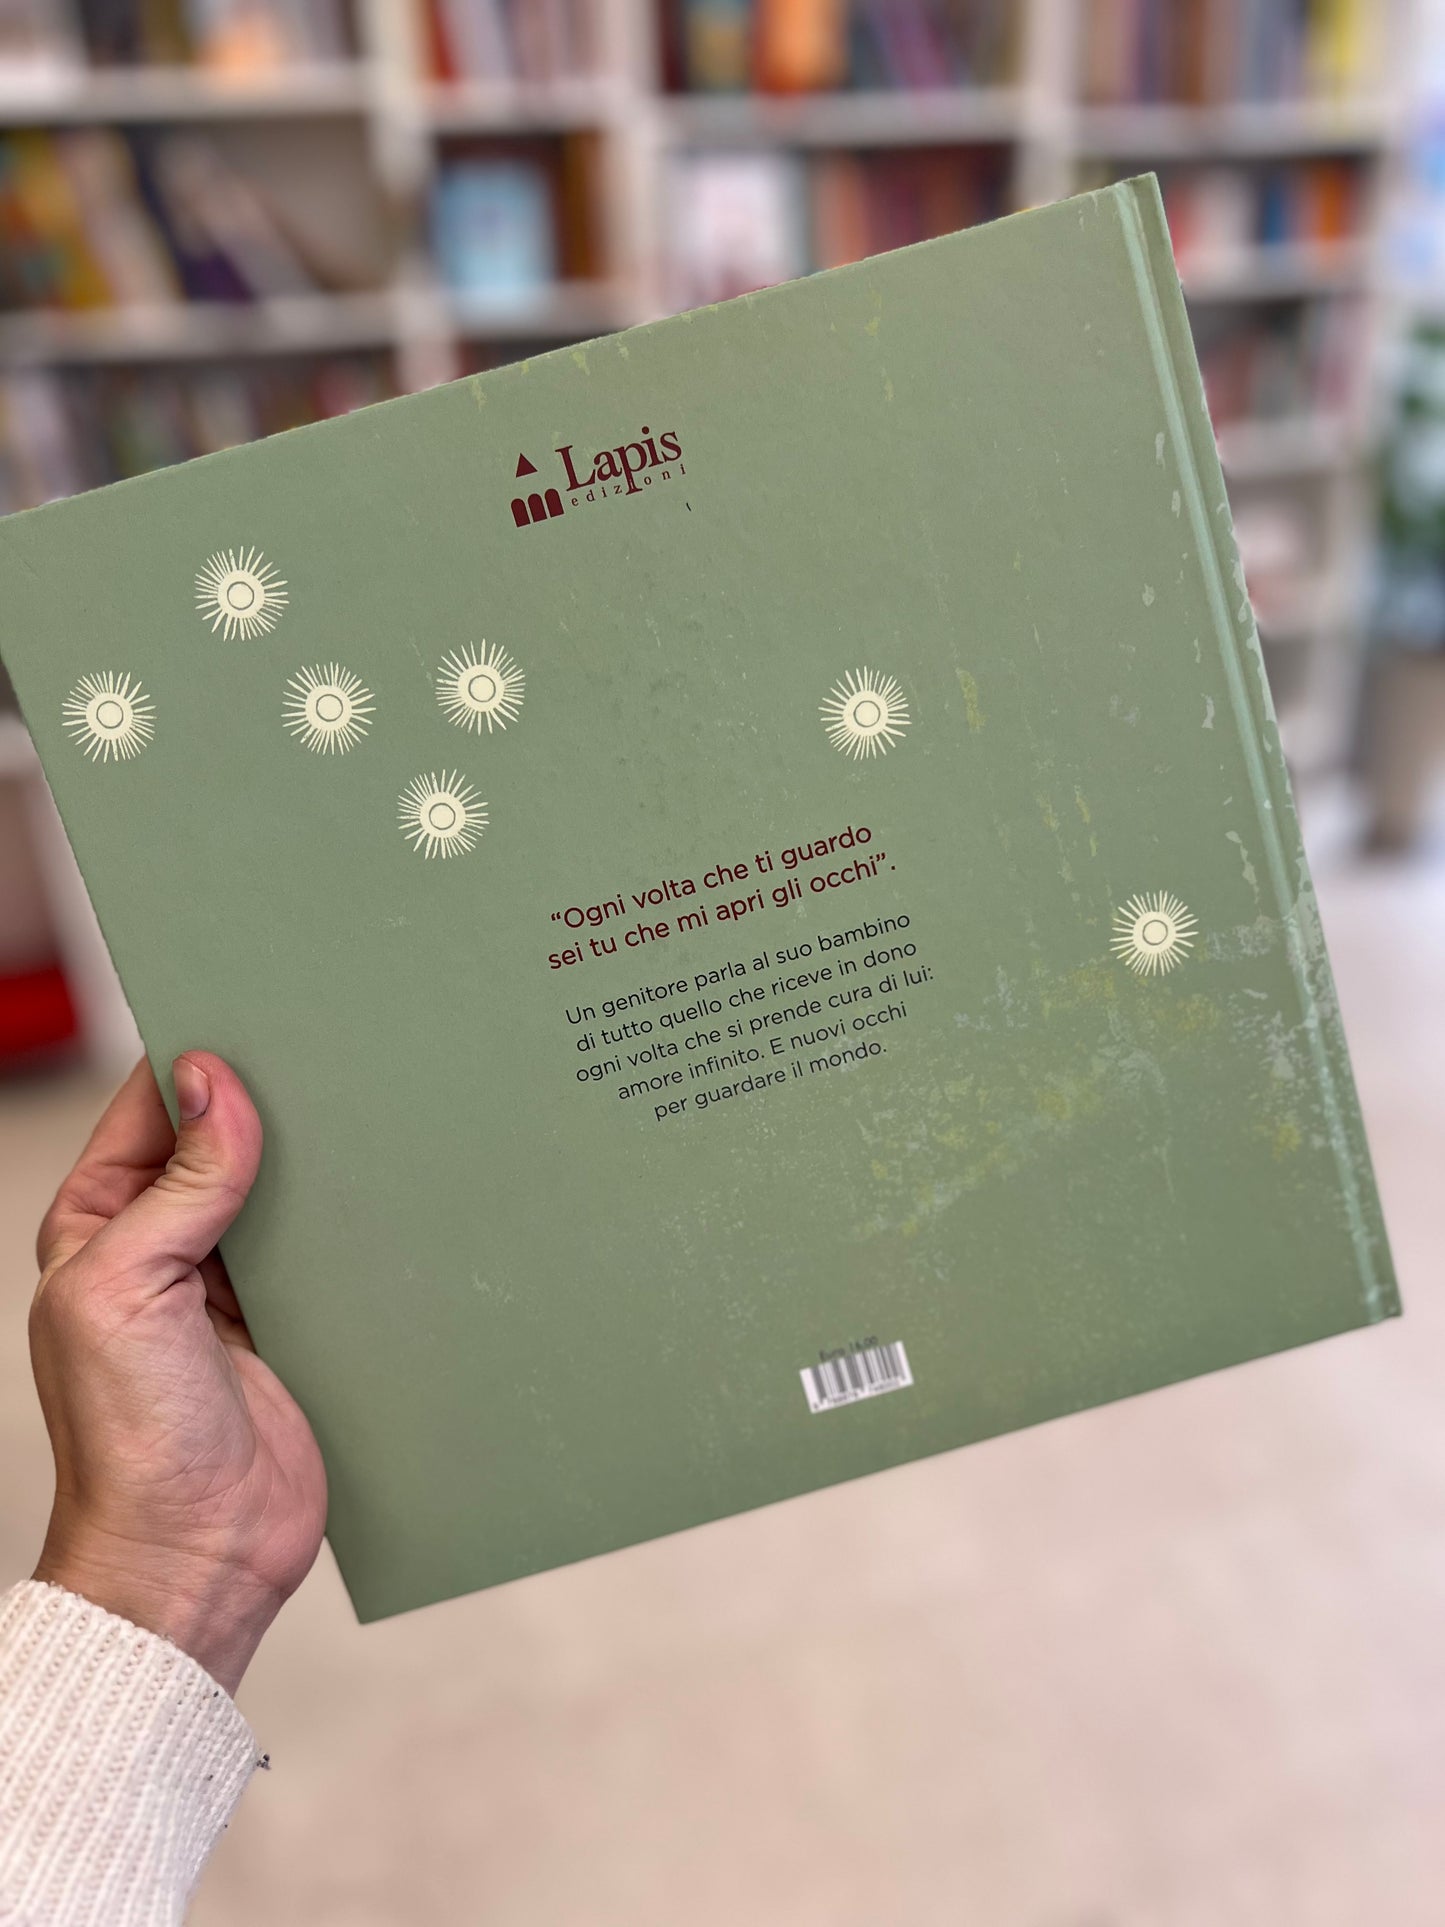 Lapis
edizioni
“Ogni volta che ti guardo
sei tu che mi apri gli occhi”.
Un genitore parla al suo bambino
di tutto quello che riceve in dono
ogni volta che si prende cura di lui:
amore infinito. E nuovi occhi
per guardare il mondo.